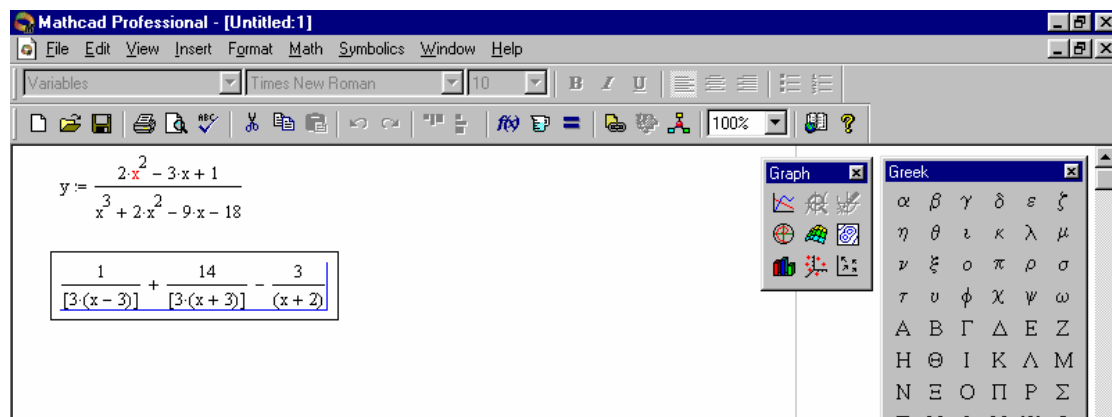 Mathcad Professional - [Untitled:1]
File Edit View Insert Format Math Symbolics Window Help
Variables Times New Roman 10 B I U
ABC f(x) = 100% ?
y := (2·x^2 − 3·x + 1)/(x^3 + 2·x^2 − 9·x − 18)
1/[3·(x − 3)] + 14/[3·(x + 3)] − 3/(x + 2)
Graph
Greek
α β γ δ ε ζ
η θ ι κ λ μ
ν ξ ο π ρ σ
τ υ ϕ χ ψ ω
Α Β Γ Δ Ε Ζ
Η Θ Ι Κ Λ Μ
Ν Ξ Ο Π Ρ Σ